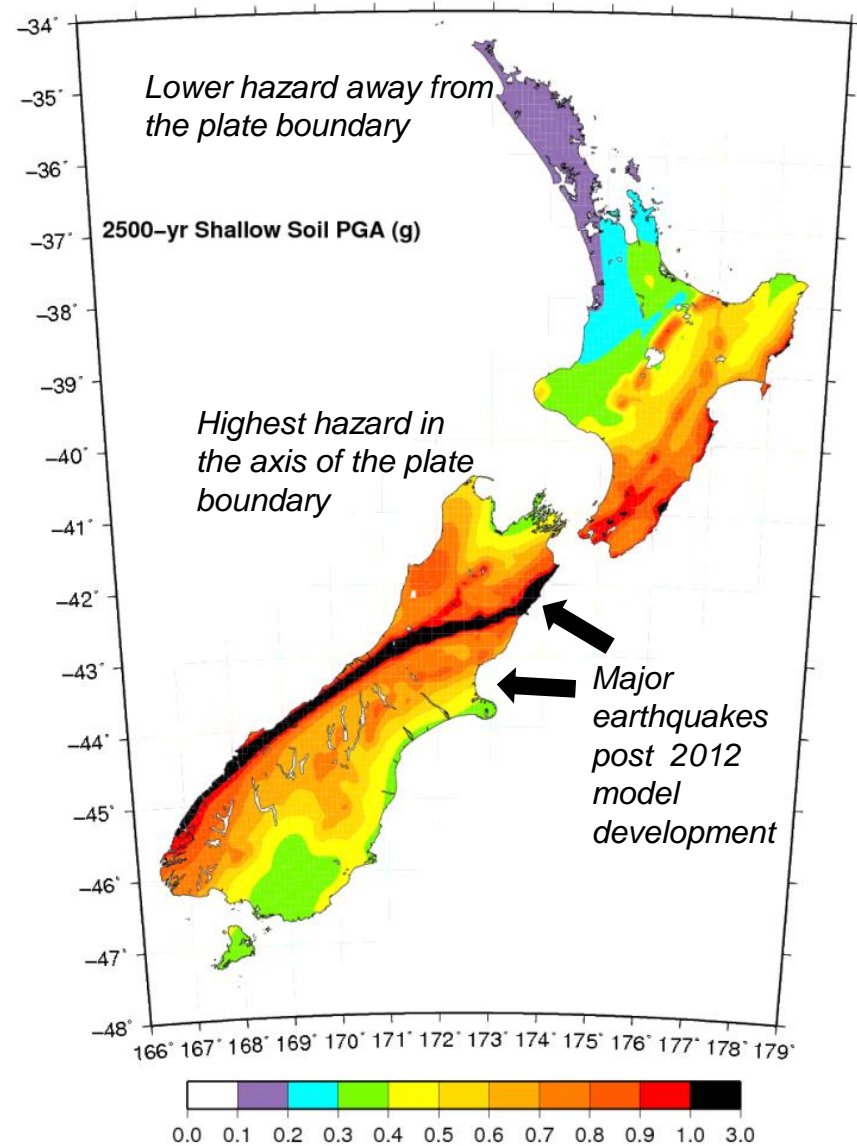 −34˚
Lower hazard away from
the plate boundary
−35˚
−36˚
−37˚
2500−yr Shallow Soil PGA (g)
−38˚
−39˚
Highest hazard in
the axis of the plate
boundary
−40˚
−41˚
−42˚
−43˚
Major
earthquakes
post 2012
model
development
−44˚
−45˚
−46˚
−47˚
−48˚
166˚ 167˚ 168˚ 169˚ 170˚ 171˚ 172˚ 173˚ 174˚ 175˚ 176˚ 177˚ 178˚ 179˚
0.0 0.1 0.2 0.3 0.4 0.5 0.6 0.7 0.8 0.9 1.0 3.0